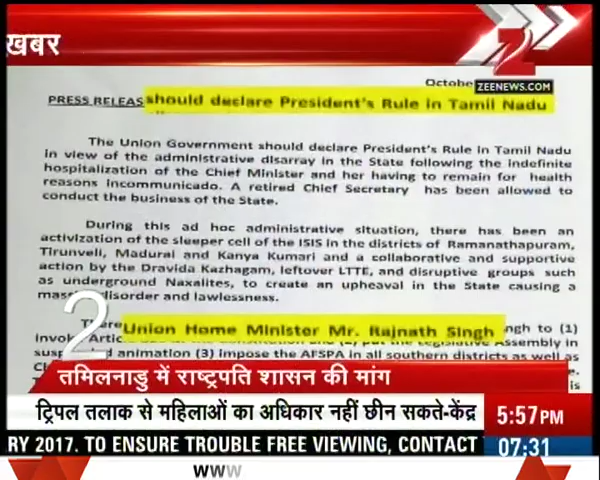 खबर
ZEENEWS.COM
October
PRESS RELEAS should declare President's Rule in Tamil Nadu
The Union Government should declare President's Rule in Tamil Nadu
in view of the administrative disarray in the State following the indefinite
hospitalization of the Chief Minister and her having to remain for health
reasons incommunicado. A retired Chief Secretary has been allowed to
conduct the business of the State.
During this ad hoc administrative situation, there has been an
activization of the sleeper cell of the ISIS in the districts of Ramanathapuram,
Tirunveli, Madurai and Kanya Kumari and a collaborative and supportive
action by the Dravida Kazhagam, leftover LTTE, and disruptive groups such
as underground Naxalites, to create an upheaval in the State causing a
disorder and lawlessness.
2
Union Home Minister Mr. Rajnath Singh ngh to (1)
Assembly in
animation (3) impose the AFSPA in all southern districts as well as
is
तमिलनाडु में राष्ट्रपति शासन की मांग
ट्रिपल तलाक से महिलाओं का अधिकार नहीं छीन सकते-केंद्र
5:57 PM
RY 2017. TO ENSURE TROUBLE FREE VIEWING, CONTACT
07:31
WWW